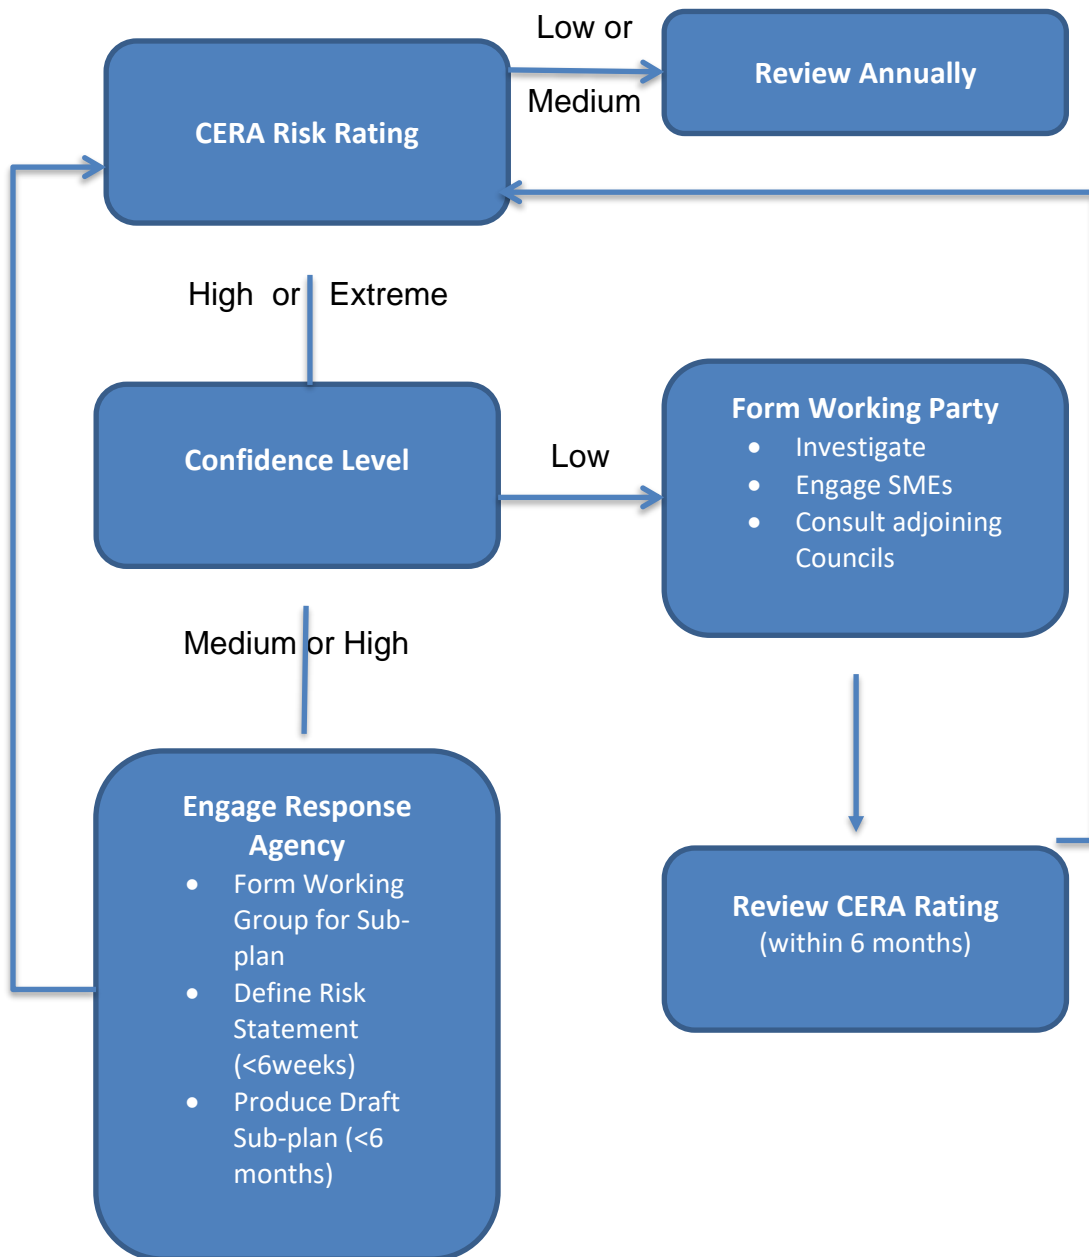 Low or
Medium
Review Annually
CERA Risk Rating
High or Extreme
Confidence Level
Low
Form Working Party
• Investigate
• Engage SMEs
• Consult adjoining
Councils
Medium or High
Engage Response
Agency
• Form Working
Group for Sub-
plan
• Define Risk
Statement
(<6weeks)
• Produce Draft
Sub-plan (<6
months)
Review CERA Rating
(within 6 months)